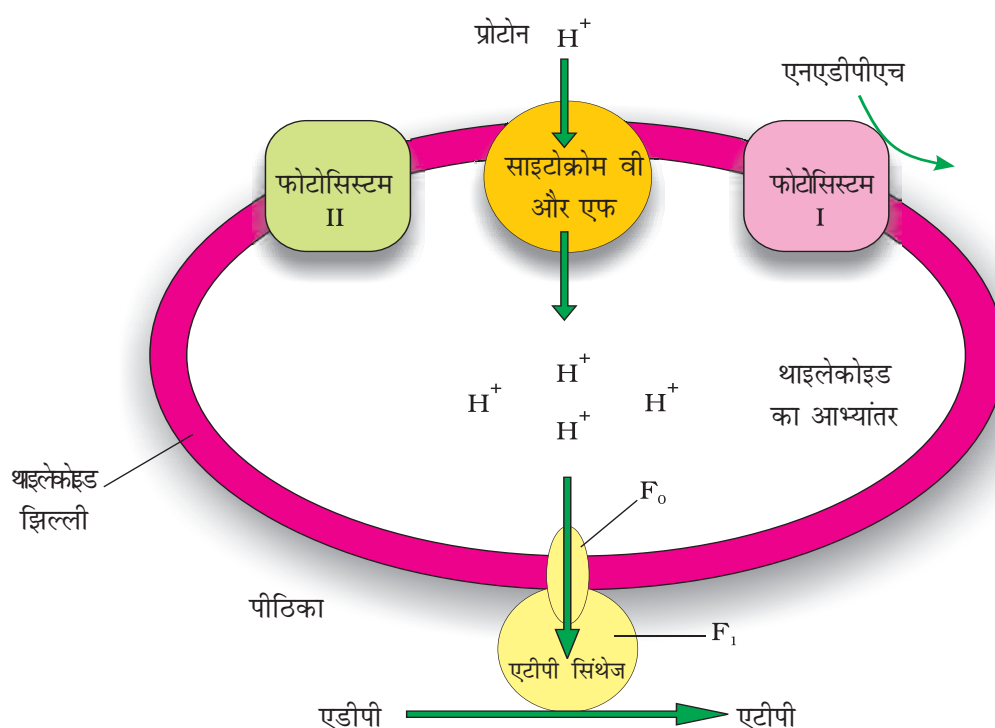 प्रोटोन H⁺
एनएडीपीएच
फोटोसिस्टम
II
साइटोक्रोम वी
और एफ
फोटोसिस्टम
I
H⁺
H⁺
H⁺
H⁺
थाइलेकोइड
का आभ्यांतर
थाइलेकोइड
झिल्ली
F₀
पीठिका
F₁
एटीपी सिंथेज
एडीपी
एटीपी